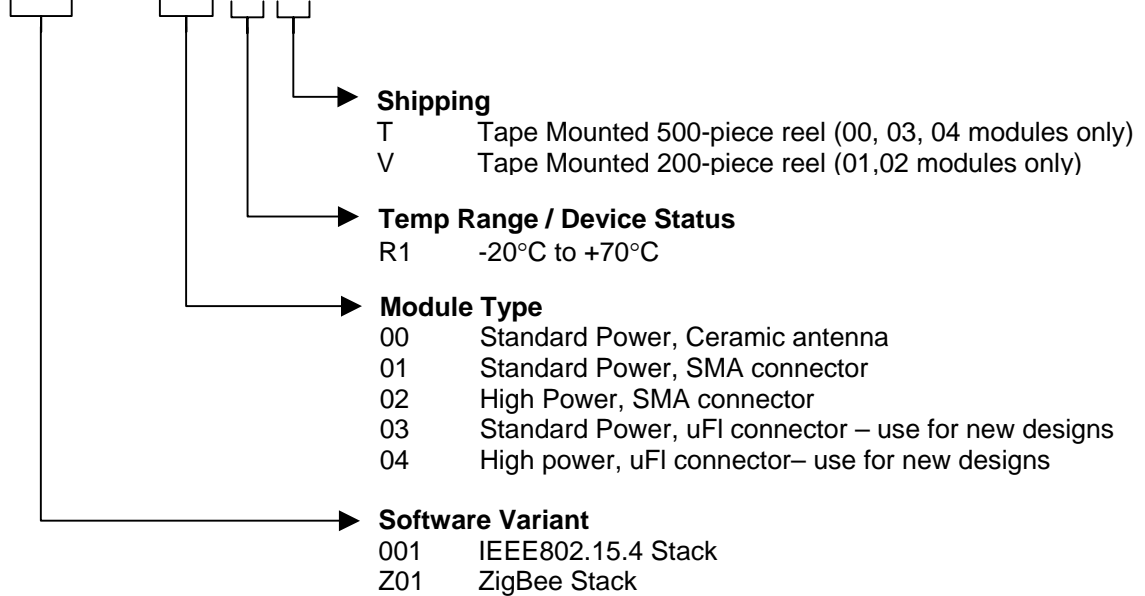 Shipping
T Tape Mounted 500-piece reel (00, 03, 04 modules only)
V Tape Mounted 200-piece reel (01,02 modules only)
Temp Range / Device Status
R1 -20°C to +70°C
Module Type
00 Standard Power, Ceramic antenna
01 Standard Power, SMA connector
02 High Power, SMA connector
03 Standard Power, uFl connector – use for new designs
04 High power, uFl connector– use for new designs
Software Variant
001 IEEE802.15.4 Stack
Z01 ZigBee Stack